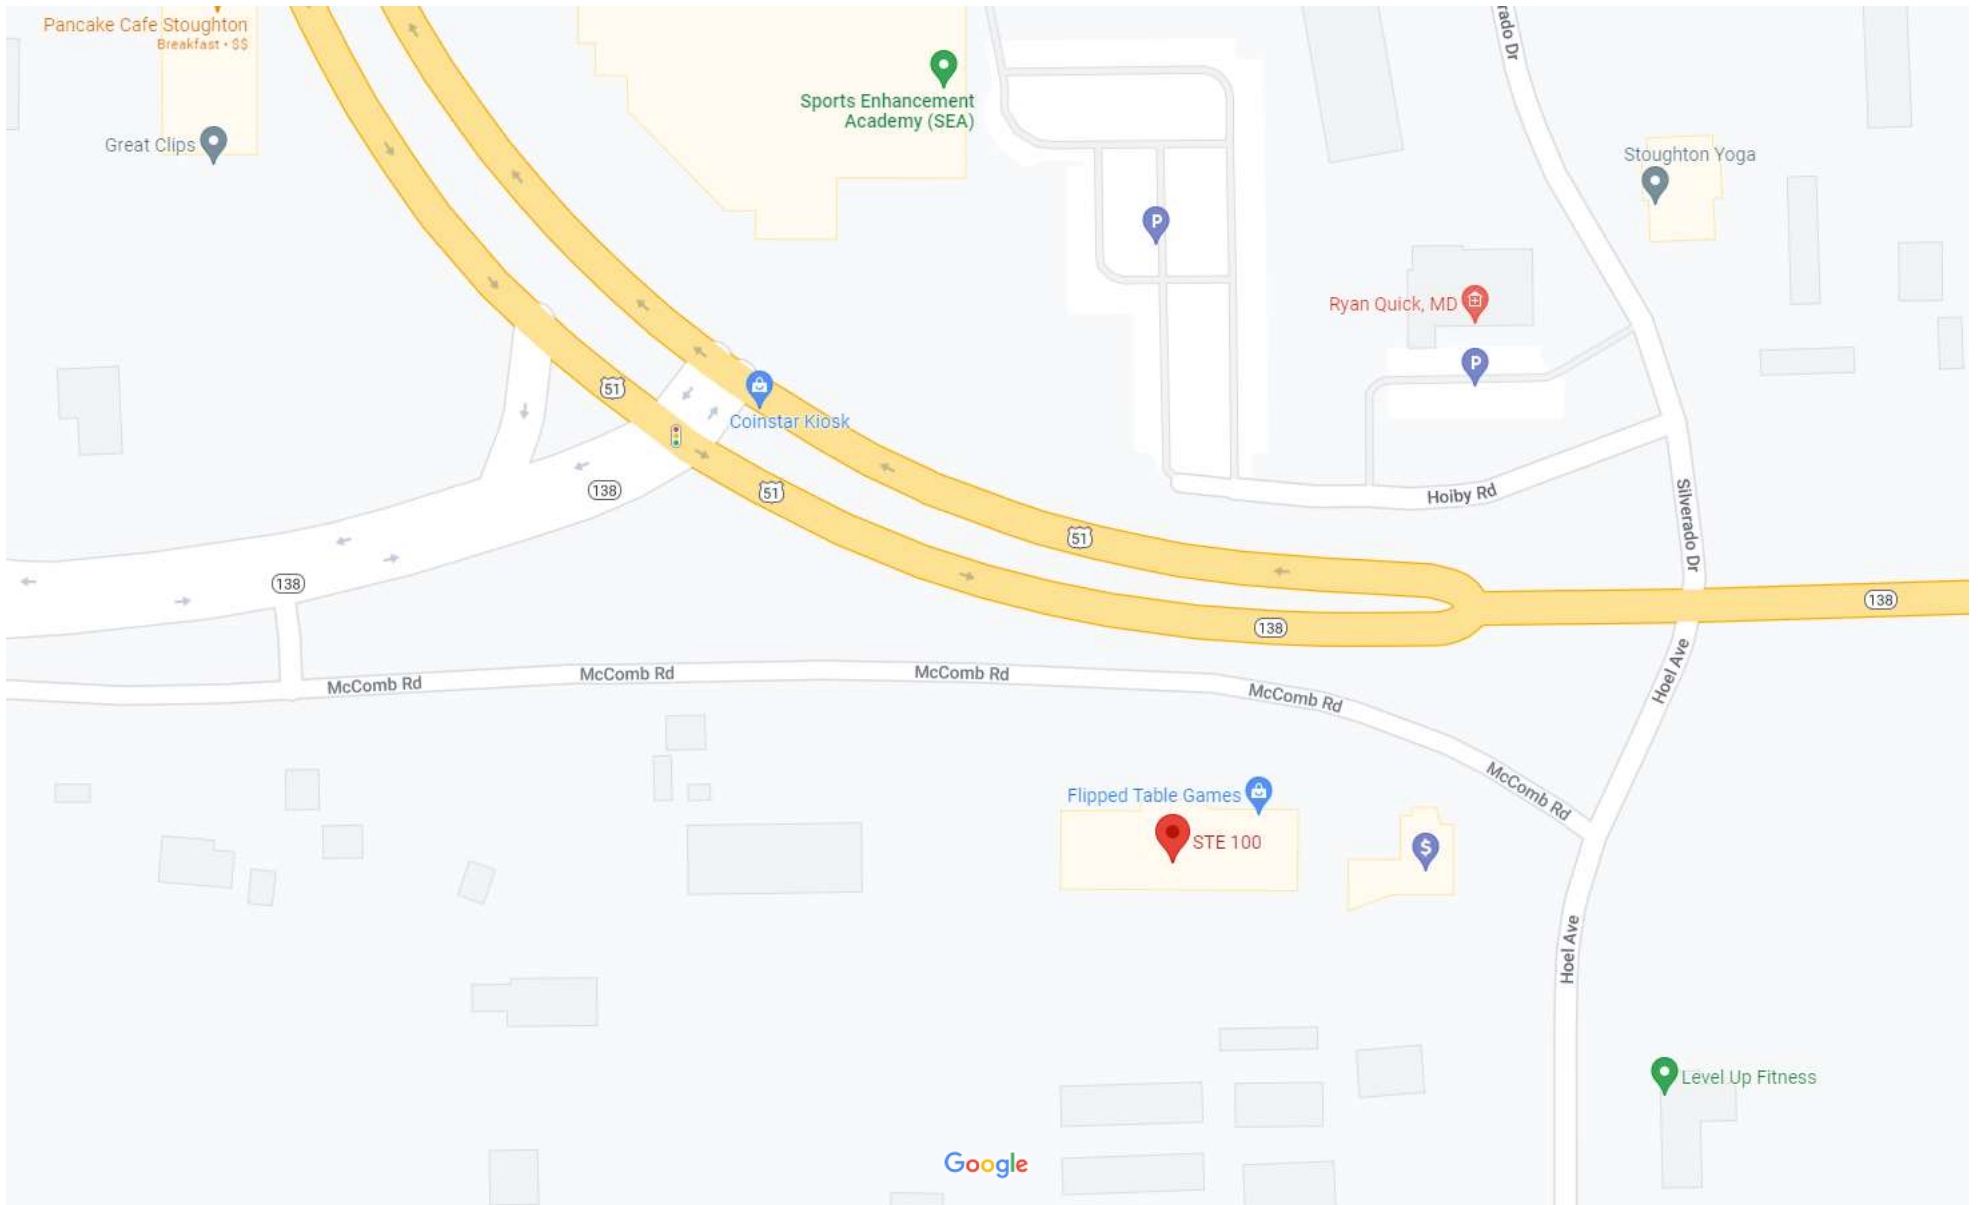 Pancake Cafe Stoughton
Breakfast • $$
Great Clips
Sports Enhancement
Academy (SEA)
P
rado Dr
Stoughton Yoga
Ryan Quick, MD
P
51
Coinstar Kiosk
138
51
51
Hoiby Rd
Silverado Dr
138
138
138
Hoel Ave
McComb Rd
McComb Rd
McComb Rd
McComb Rd
McComb Rd
Flipped Table Games
STE 100
$
Hoel Ave
Level Up Fitness
Google